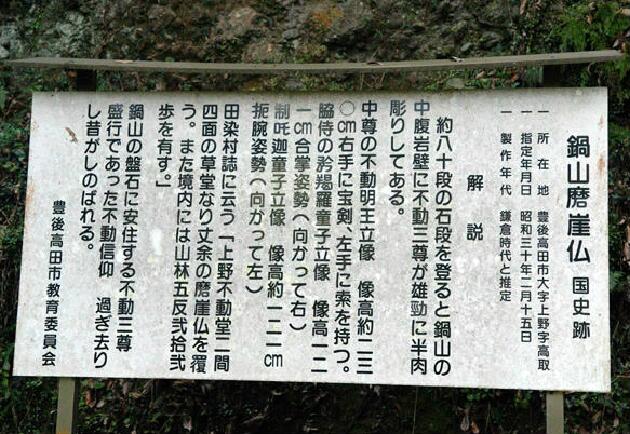 鍋山磨崖仏 国史跡
一 所在地 豊後高田市大字上野字高取
一 指定年月日 昭和三十年二月十五日
一 製作年代 鎌倉時代と推定
解説
約八十段の石段を登ると鍋山の
中腹岩壁に不動三尊が雄勁に半肉
彫りしてある。
中尊の不動明王立像 像高約二三
〇cm右手に宝剣、左手に索を持つ。
脇侍の矜羯羅童子立像 像高一二
一cm合掌姿勢(向かって右)
制吒迦童子立像 像高約一二一cm
扼腕姿勢(向かって左)
田染村誌に云う「上野不動堂二間
四面の草堂なり丈余の磨崖仏を覆
う。また境内には山林五反弐拾弐
歩を有す。」
鍋山の盤石に安住する不動三尊
盛行であった不動信仰 過ぎ去り
し昔がしのばれる。
豊後高田市教育委員会